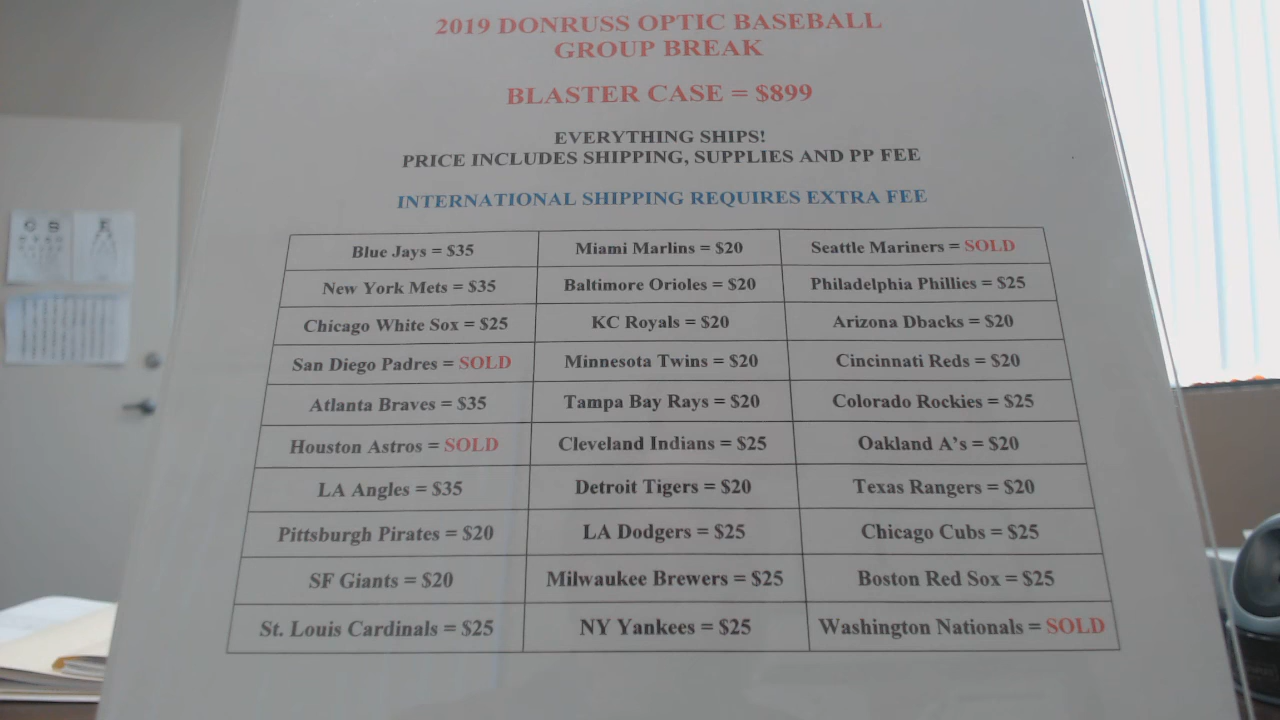 2019 DONRUSS OPTIC BASEBALL
GROUP BREAK
BLASTER CASE = $899
EVERYTHING SHIPS!
PRICE INCLUDES SHIPPING, SUPPLIES AND PP FEE
INTERNATIONAL SHIPPING REQUIRES EXTRA FEE
Blue Jays = $35 Miami Marlins = $20 Seattle Mariners = SOLD
New York Mets = $35 Baltimore Orioles = $20 Philadelphia Phillies = $25
Chicago White Sox = $25 KC Royals = $20 Arizona Dbacks = $20
San Diego Padres = SOLD Minnesota Twins = $20 Cincinnati Reds = $20
Atlanta Braves = $35 Tampa Bay Rays = $20 Colorado Rockies = $25
Houston Astros = SOLD Cleveland Indians = $25 Oakland A's = $20
LA Angles = $35 Detroit Tigers = $20 Texas Rangers = $20
Pittsburgh Pirates = $20 LA Dodgers = $25 Chicago Cubs = $25
SF Giants = $20 Milwaukee Brewers = $25 Boston Red Sox = $25
St. Louis Cardinals = $25 NY Yankees = $25 Washington Nationals = SOLD